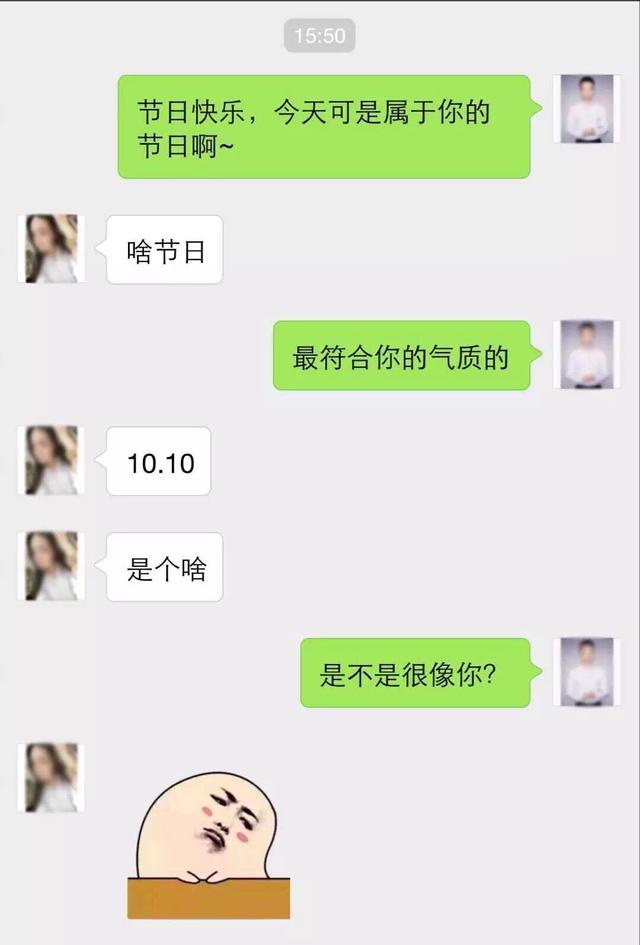 15:50
节日快乐，今天可是属于你的
节日啊~
啥节日
最符合你的气质的
10.10
是个啥
是不是很像你？